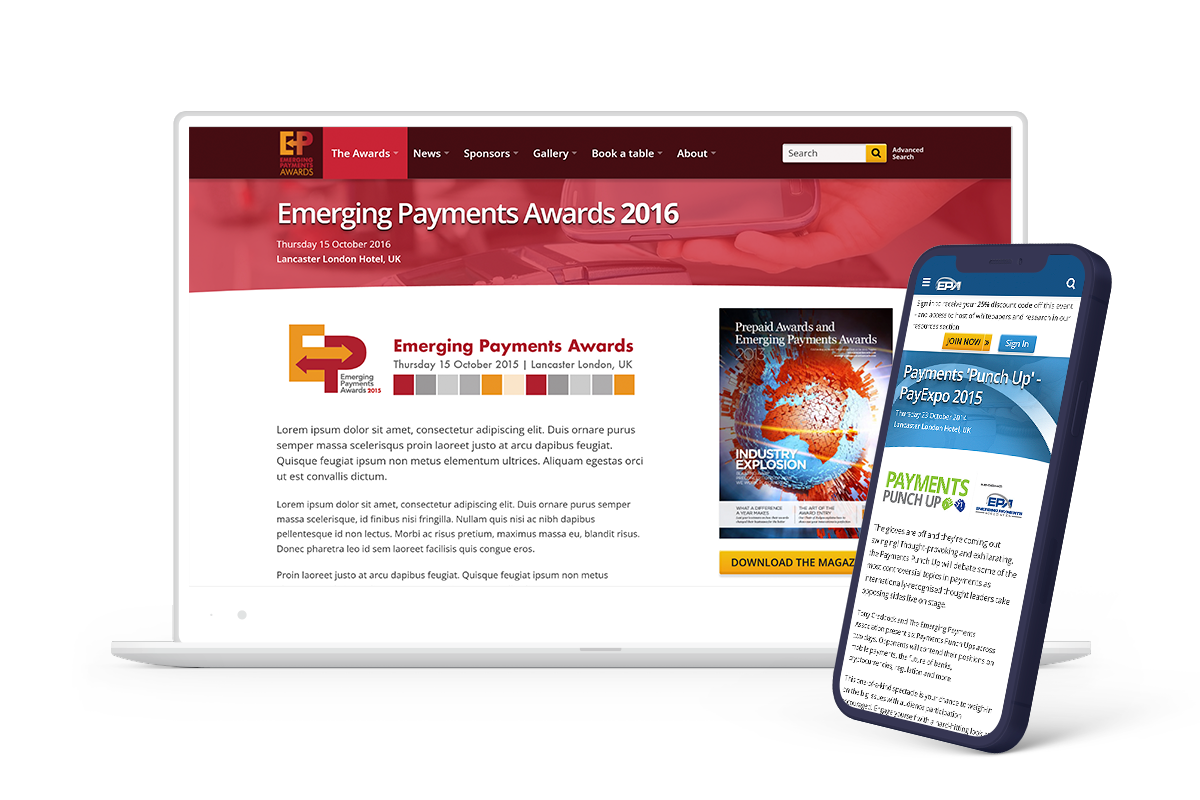 EP
EMERGING
PAYMENTS
AWARDS
The Awards
News
Sponsors
Gallery
Book a table
About
Search
Advanced
Search
Emerging Payments Awards 2016
Thursday 15 October 2016
Lancaster London Hotel, UK
EP
Emerging
Payments
Awards 2015
Emerging Payments Awards
Thursday 15 October 2015 | Lancaster London, UK
Lorem ipsum dolor sit amet, consectetur adipiscing elit. Duis ornare purus
semper massa scelerisqus proin laoreet justo at arcu dapibus feugiat.
Quisque feugiat ipsum non metus elementum ultrices. Aliquam egestas orci
ut est convallis dictum.
Lorem ipsum dolor sit amet, consectetur adipiscing elit. Duis ornare purus semper
massa scelerisque, id finibus nisi fringilla. Nullam quis nisi ac nibh dapibus
pellentesque id non lectus. Morbi ac risus pretium, maximus massa eu, blandit risus.
Donec pharetra leo id sem laoreet facilisis quis congue eros.
Proin laoreet justo at arcu dapibus feugiat. Quisque feugiat ipsum non metus
Prepaid Awards and
Emerging Payments Awards
2013
INDUSTRY
EXPLOSION
WHAT A DIFFERENCE
A YEAR MAKES
THE ART OF THE
AWARD ENTRY
DOWNLOAD THE MAGAZ
EPA
Sign in to receive your 25% discount code off this event
- and access to host of whitepapers and research in our
resources section
JOIN NOW »
Sign In
Payments 'Punch Up' -
PayExpo 2015
Thursday 23 October 2014
Lancaster London Hotel, UK
PAYMENTS
PUNCH UP
EPA
EMERGING PAYMENTS
The gloves are off and they're coming out
swinging! Thought-provoking and exhilarating,
the Payments Punch Up will debate some of the
most controversial topics in payments as
internationally-recognised thought leaders take
opposing sides live on stage.
Tony Craddock and The Emerging Payments
Association present six Payments Punch Ups across
two days. Opponents will contend their positions on
mobile payments, the future of banks,
cryptocurrencies, regulation and more
This one-of-a-kind spectacle is your chance to weigh-in
on the big issues with audience participation
encouraged. Engage yourself with a hard-hitting look